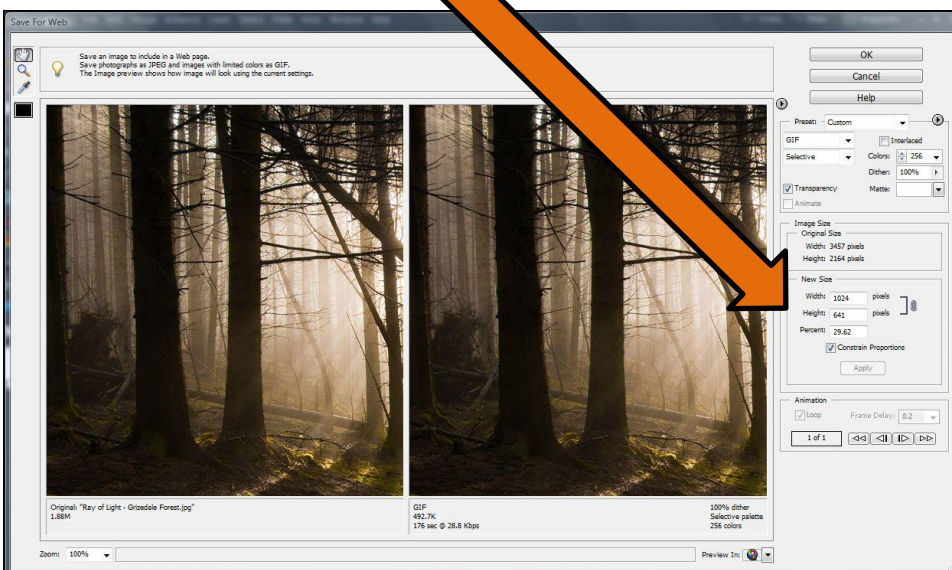 Save For Web
Save an image to include in a Web page.
Save photographs as JPEG and images with limited colors as GIF.
The Image preview shows how image will look using the current settings.
OK
Cancel
Help
Preset: Custom
GIF
Interlaced
Selective
Colors: 256
Dither: 100%
Transparency
Matte:
Animate
Image Size
Original Size
Width: 3457 pixels
Height: 2164 pixels
New Size
Width: 1024 pixels
Height: 641 pixels
Percent: 29.62
Constrain Proportions
Apply
Animation
Loop
Frame Delay: 0.2
1 of 1
Original: "Ray of Light - Grizedale Forest.jpg"
1.88M
GIF
492.7K
176 sec @ 28.8 Kbps
100% dither
Selective palette
256 colors
Zoom: 100%
Preview In: